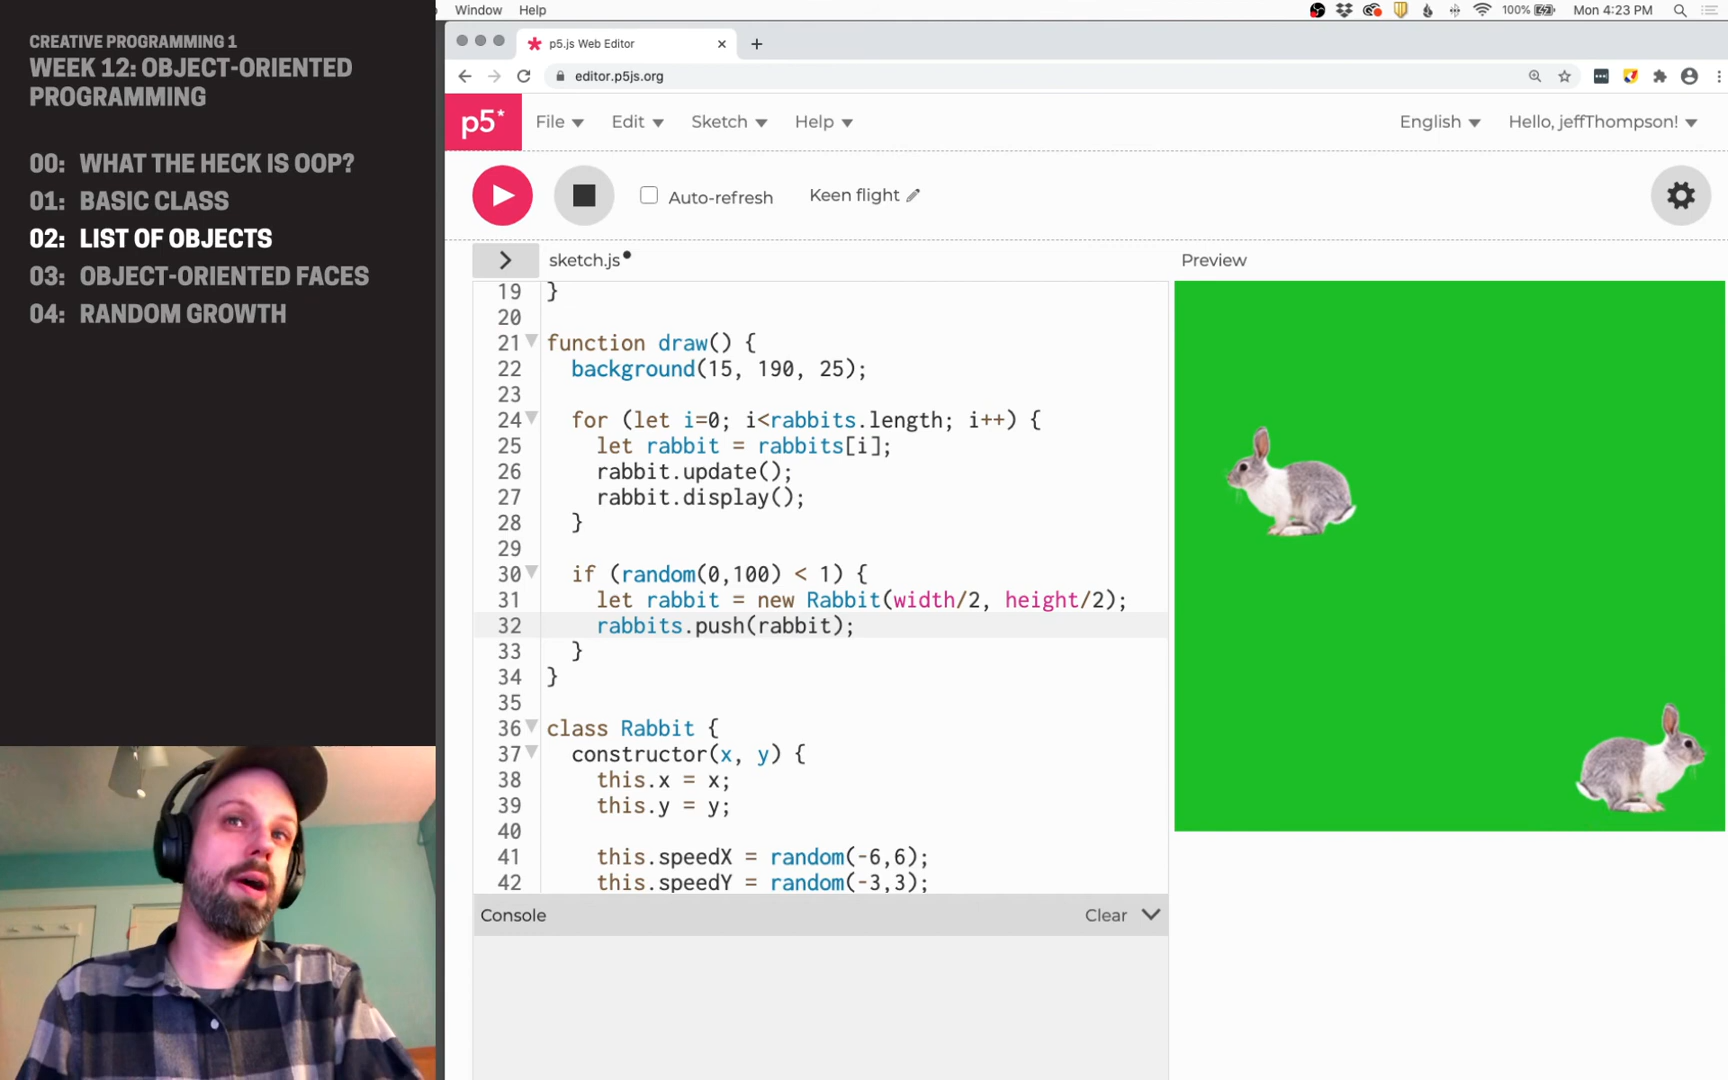 CREATIVE PROGRAMMING 1
WEEK 12: OBJECT-ORIENTED
PROGRAMMING
00: WHAT THE HECK IS OOP?
01: BASIC CLASS
02: LIST OF OBJECTS
03: OBJECT-ORIENTED FACES
04: RANDOM GROWTH
Window Help 100% Mon 4:23 PM
p5.js Web Editor
editor.p5js.org
p5* File Edit Sketch Help English Hello, jeffThompson!
Auto-refresh Keen flight
sketch.js Preview
19 }
20
21 function draw() {
22 background(15, 190, 25);
23
24 for (let i=0; i<rabbits.length; i++) {
25 let rabbit = rabbits[i];
26 rabbit.update();
27 rabbit.display();
28 }
29
30 if (random(0,100) < 1) {
31 let rabbit = new Rabbit(width/2, height/2);
32 rabbits.push(rabbit);
33 }
34 }
35
36 class Rabbit {
37 constructor(x, y) {
38 this.x = x;
39 this.y = y;
40
41 this.speedX = random(-6,6);
42 this.speedY = random(-3,3);
Console Clear